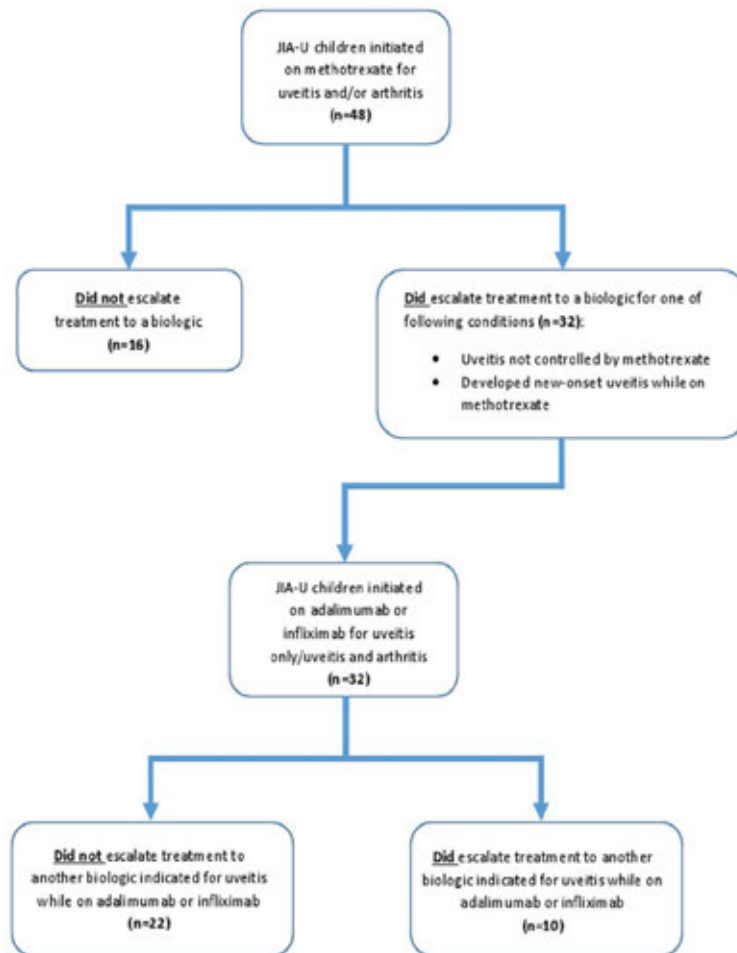 JIA-U children initiated
on methotrexate for
uveitis and/or arthritis
(n=48)
Did not escalate
treatment to a biologic
(n=16)
Did escalate treatment to a biologic for one of
following conditions (n=32):
• Uveitis not controlled by methotrexate
• Developed new-onset uveitis while on
methotrexate
JIA-U children initiated
on adalimumab or
infliximab for uveitis
only/uveitis and arthritis
(n=32)
Did not escalate treatment to
another biologic indicated for uveitis
while on adalimumab or infliximab
(n=22)
Did escalate treatment to another
biologic indicated for uveitis while on
adalimumab or infliximab
(n=10)